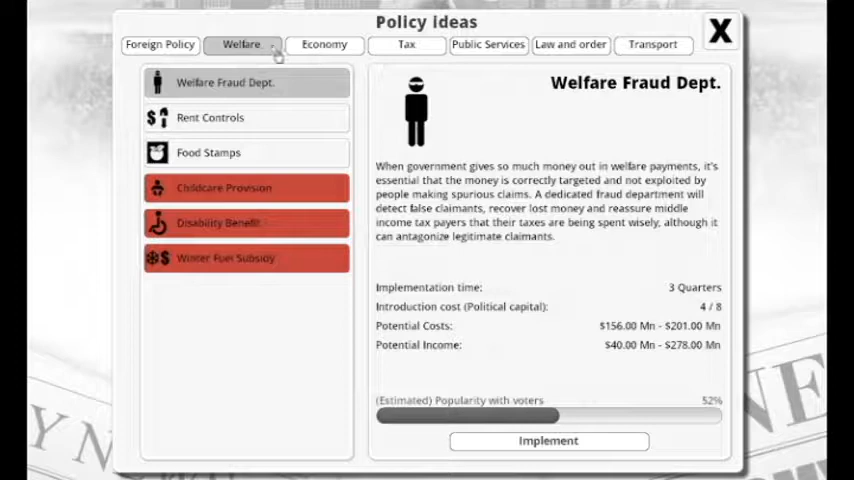 Policy ideas
X
Foreign Policy
Welfare
Economy
Tax
Public Services
Law and order
Transport
Welfare Fraud Dept.
$ Rent Controls
Food Stamps
Childcare Provision
Disability Benefit
$ Winter Fuel Subsidy
Welfare Fraud Dept.
When government gives so much money out in welfare payments, it's
essential that the money is correctly targeted and not exploited by
people making spurious claims. A dedicated fraud department will
detect false claimants, recover lost money and reassure middle
income tax payers that their taxes are being spent wisely, although it
can antagonize legitimate claimants.
Implementation time: 3 Quarters
Introduction cost (Political capital): 4 / 8
Potential Costs: $156.00 Mn - $201.00 Mn
Potential Income: $40.00 Mn - $278.00 Mn
(Estimated) Popularity with voters 52%
Implement